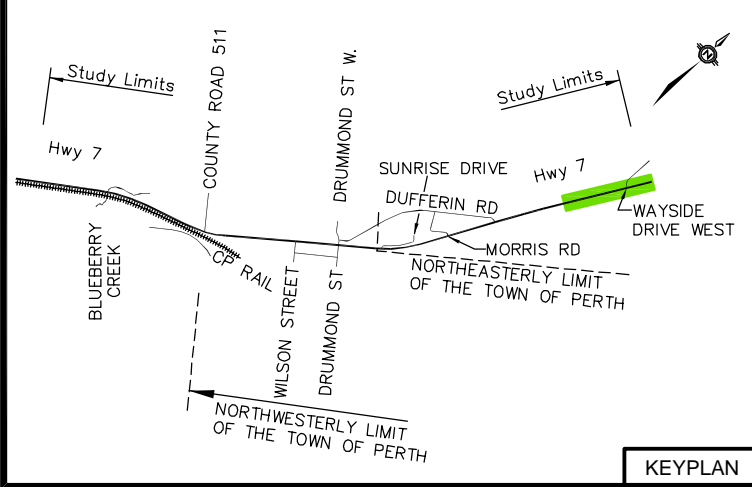 Study Limits
COUNTY ROAD 511
DRUMMOND ST W.
Study Limits
N
Hwy 7
SUNRISE DRIVE
DUFFERIN RD
Hwy 7
WAYSIDE
DRIVE WEST
MORRIS RD
BLUEBERRY
CREEK
CP RAIL
WILSON STREET
DRUMMOND ST
NORTHEASTERLY LIMIT
OF THE TOWN OF PERTH
NORTHWESTERLY LIMIT
OF THE TOWN OF PERTH
KEYPLAN